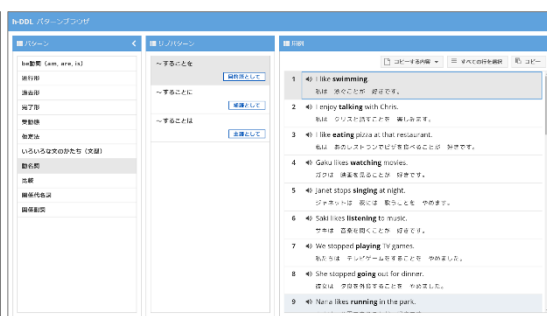 h-DDL パターンブラウザ
パターン
サブパターン
用例
be動詞 (am, are, is)
進行形
過去形
完了形
受動態
仮定法
いろいろな文のかたち (文型)
動名詞
比較
関係代名詞
関係副詞
～することを
目的語として
～することに
補語として
～することは
主語として
コピーする内容
すべての行を選択
コピー
1 I like swimming.
私は 泳ぐことが 好きです。
2 I enjoy talking with Chris.
私は クリスと話すことを 楽しみます。
3 I like eating pizza at that restaurant.
私は あのレストランでピザを食べることが 好きです。
4 Gaku likes watching movies.
ガクは 映画を見ることが 好きです。
5 Janet stops singing at night.
ジャネットは 夜には 歌うことを やめます。
6 Saki likes listening to music.
サキは 音楽を聞くことが 好きです。
7 We stopped playing TV games.
私たちは テレビゲームをすることを やめました。
8 She stopped going out for dinner.
彼女は 夕食を外食することを やめました。
9 Nana likes running in the park.